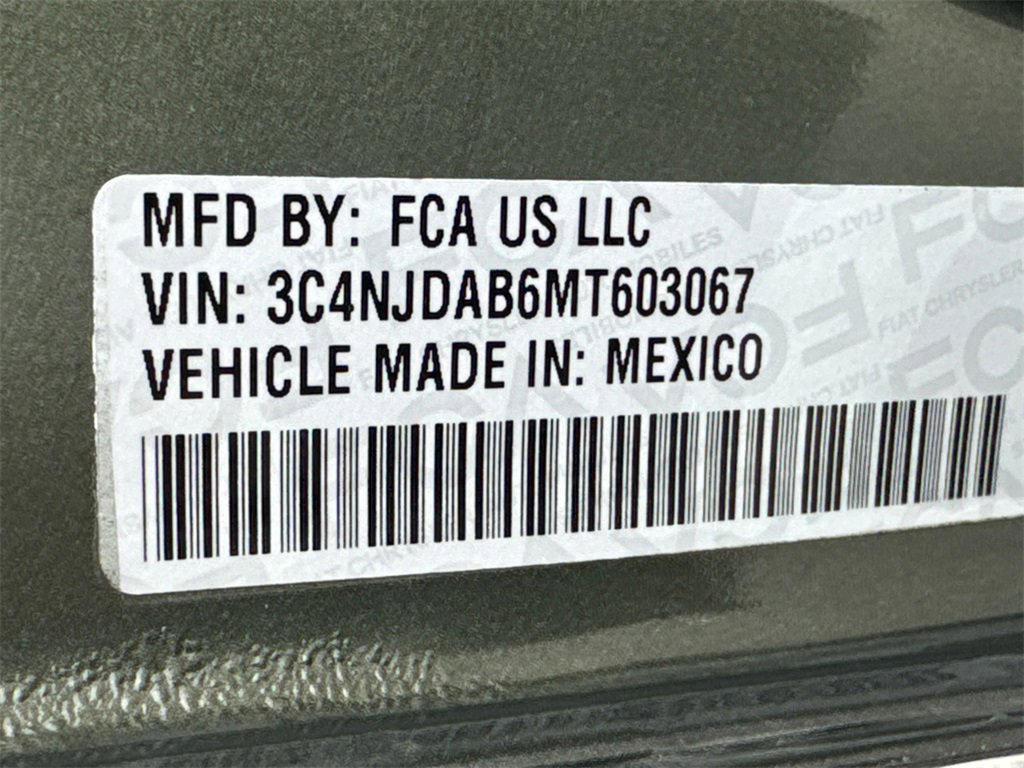 MFD BY: FCA US LLC
VIN: 3C4NJDAB6MT603067
VEHICLE MADE IN: MEXICO